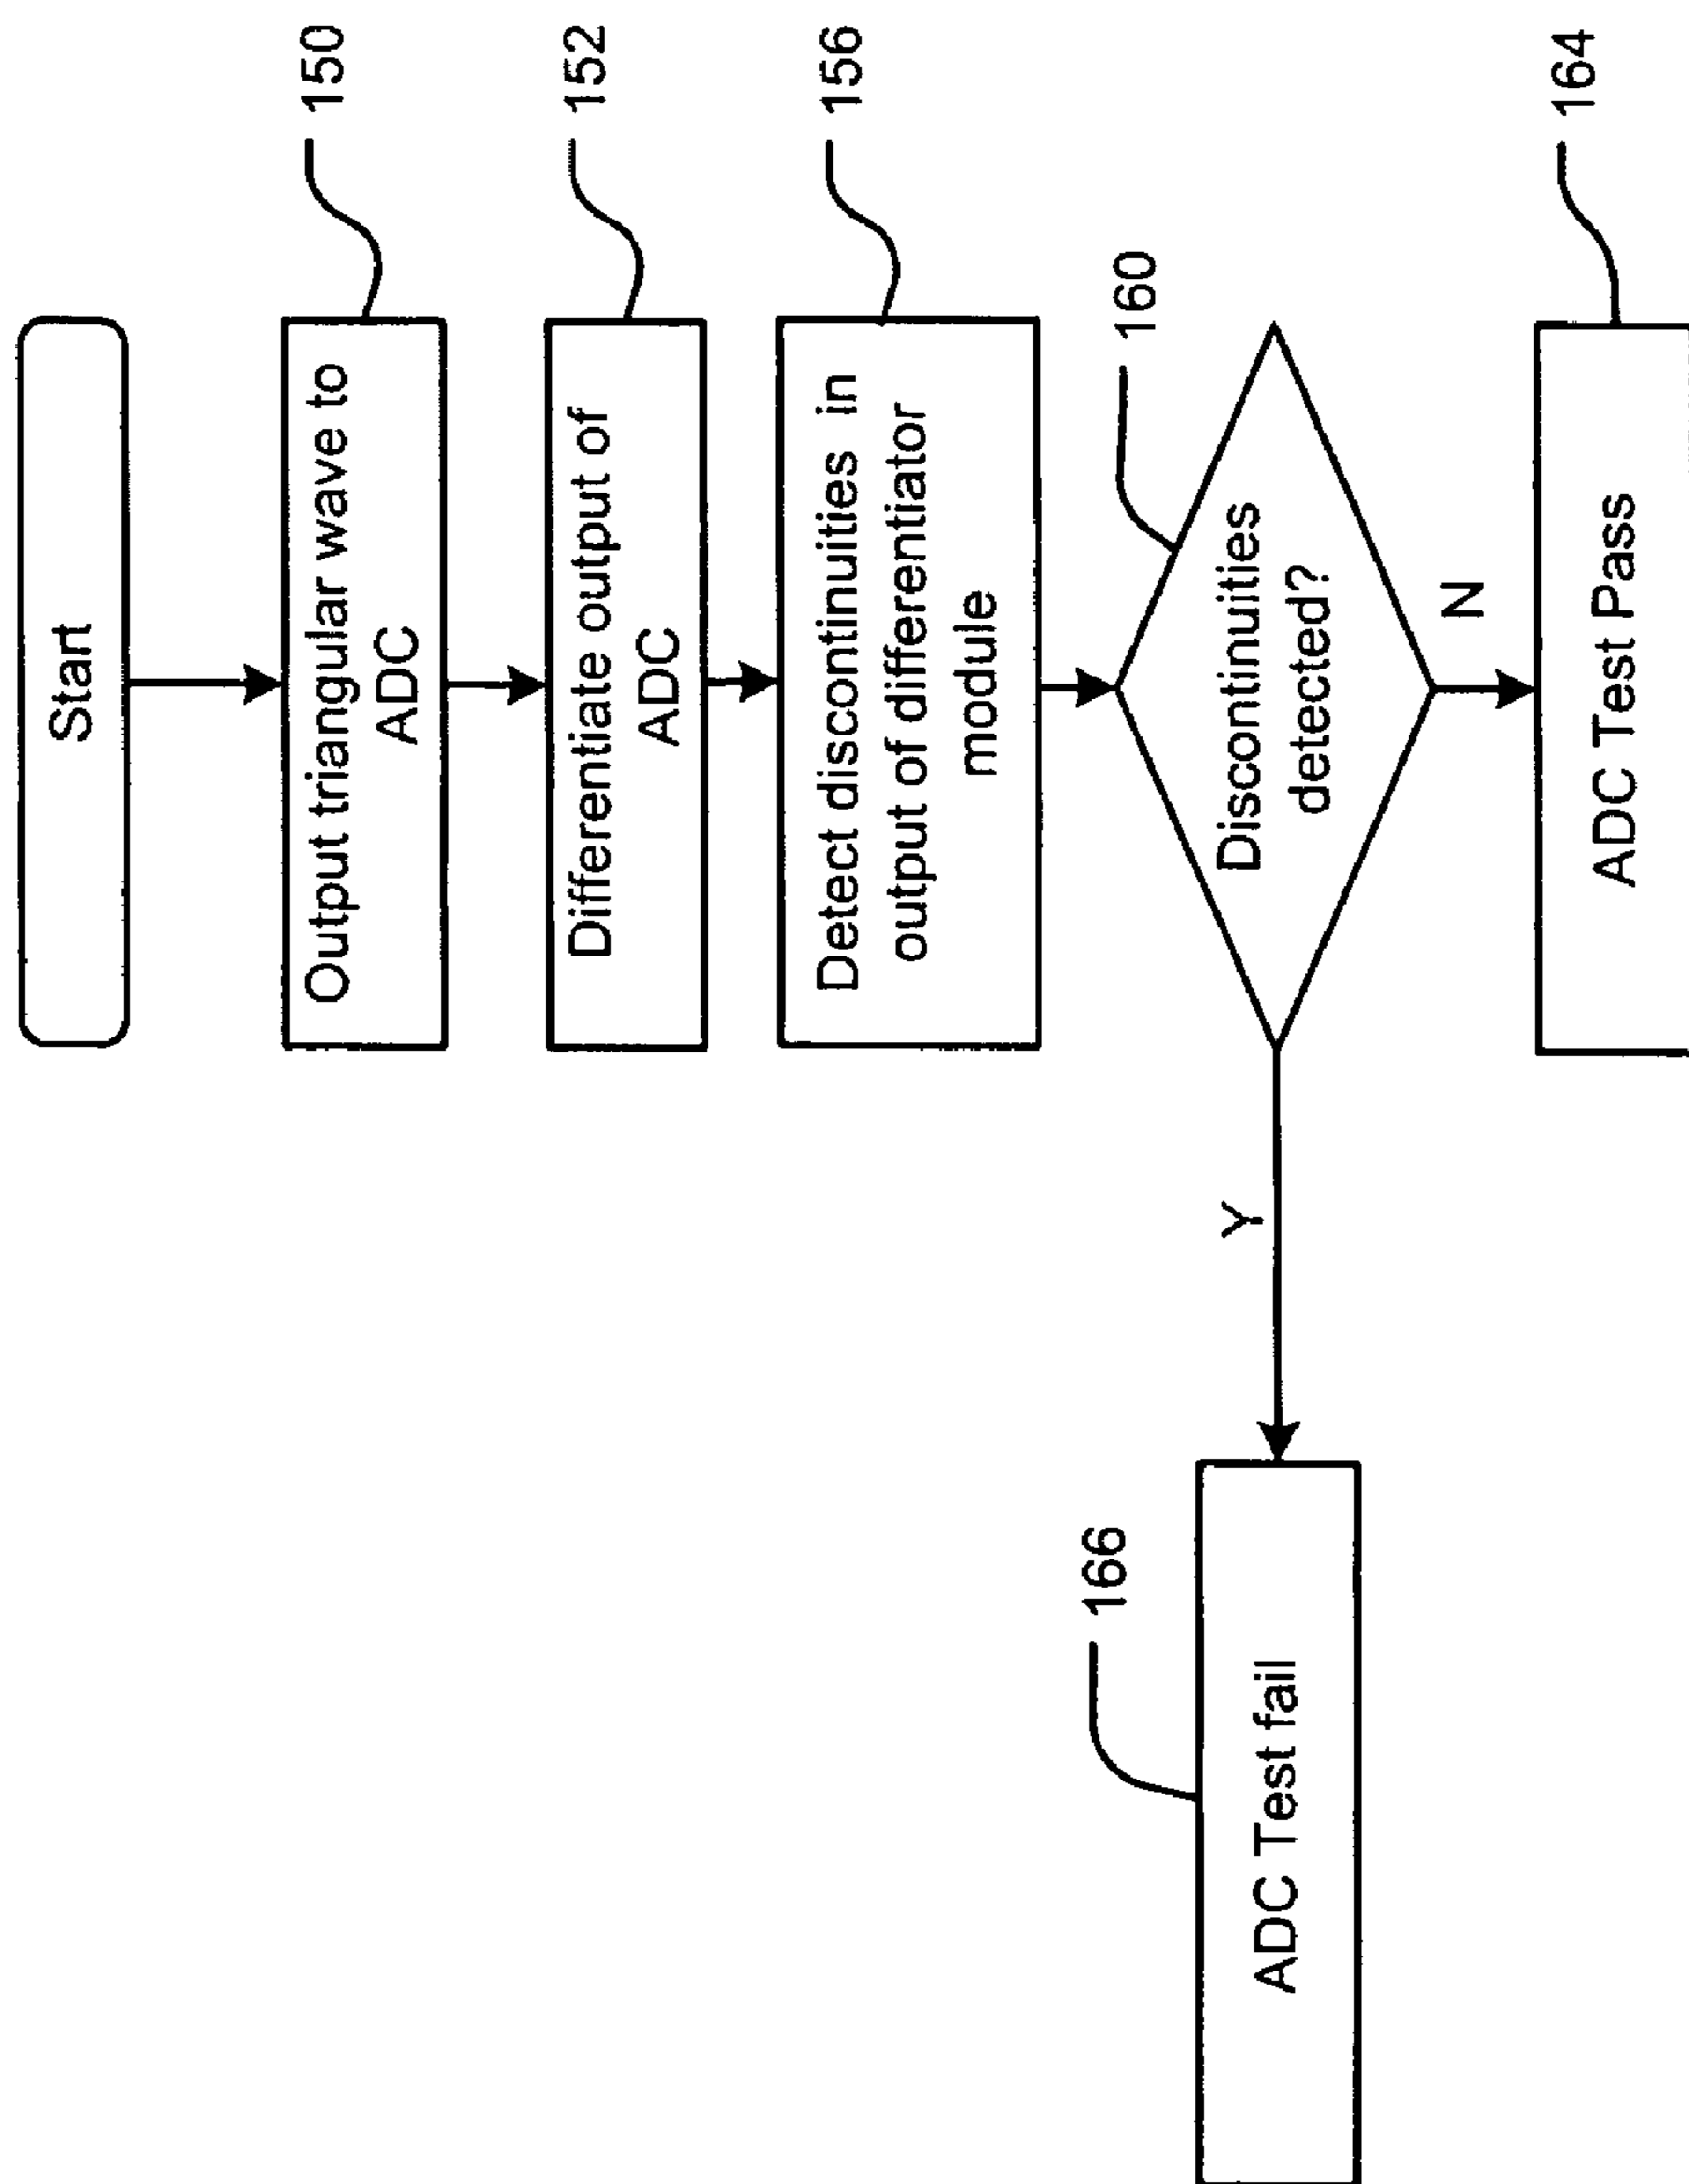 Start
150
Output triangular wave to
ADC
152
Differentiate output of
ADC
156
Detect discontinuities in
output of differentiator
module
160
Discontinuities
detected?
Y
N
166
ADC Test fail
164
ADC Test Pass